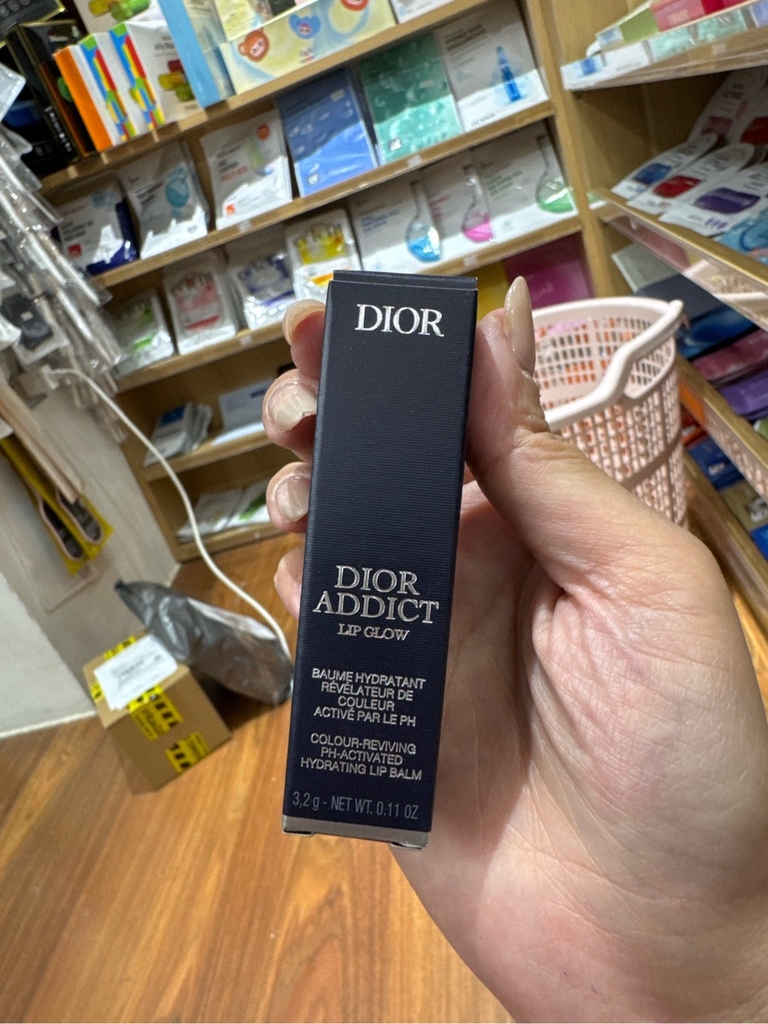 DIOR
DIOR
ADDICT
LIP GLOW
BAUME HYDRATANT
RÉVÉLATEUR DE
COULEUR
ACTIVÉ PAR LE PH
COLOUR-REVIVING
PH-ACTIVATED
HYDRATING LIP BALM
3,2 g - NET WT. 0.11 OZ